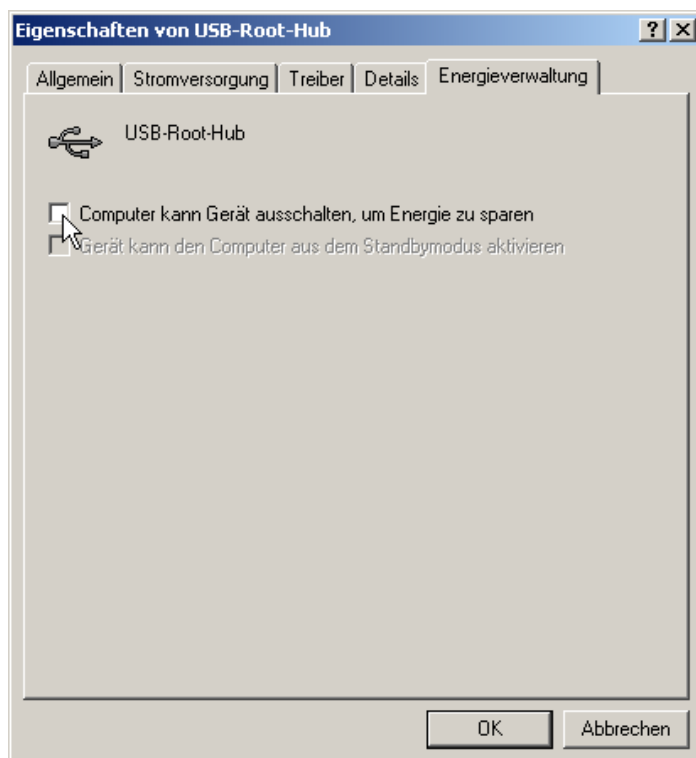 Eigenschaften von USB-Root-Hub
Allgemein Stromversorgung Treiber Details Energieverwaltung
USB-Root-Hub
Computer kann Gerät ausschalten, um Energie zu sparen
Gerät kann den Computer aus dem Standbymodus aktivieren
OK Abbrechen